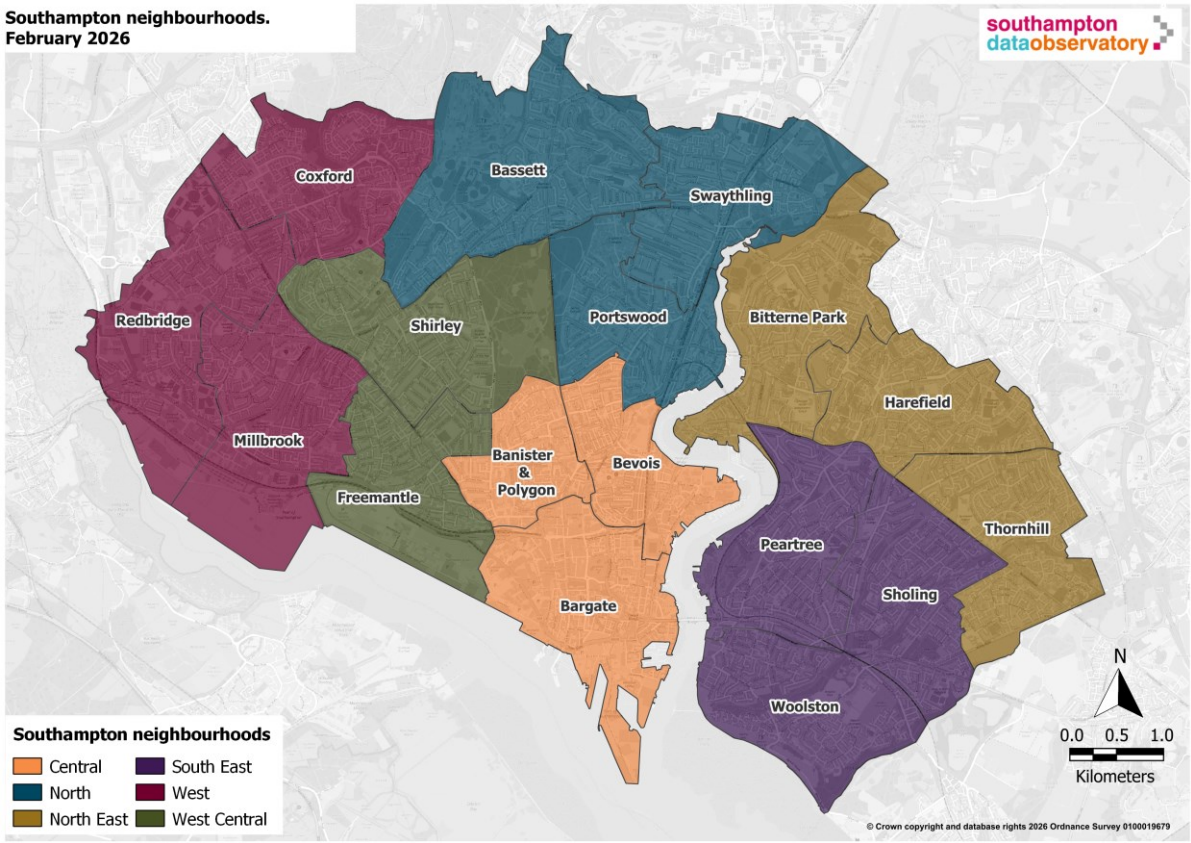 Southampton neighbourhoods.
February 2026
southampton
dataobservatory
Coxford
Bassett
Swaythling
Redbridge
Shirley
Portswood
Bitterne Park
Harefield
Millbrook
Freemantle
Banister
&
Polygon
Bevois
Thornhill
Peartree
Sholing
Bargate
Woolston
N
0.0 0.5 1.0
Kilometers
Southampton neighbourhoods
Central
North
North East
South East
West
West Central
© Crown copyright and database rights 2026 Ordnance Survey 0100019679